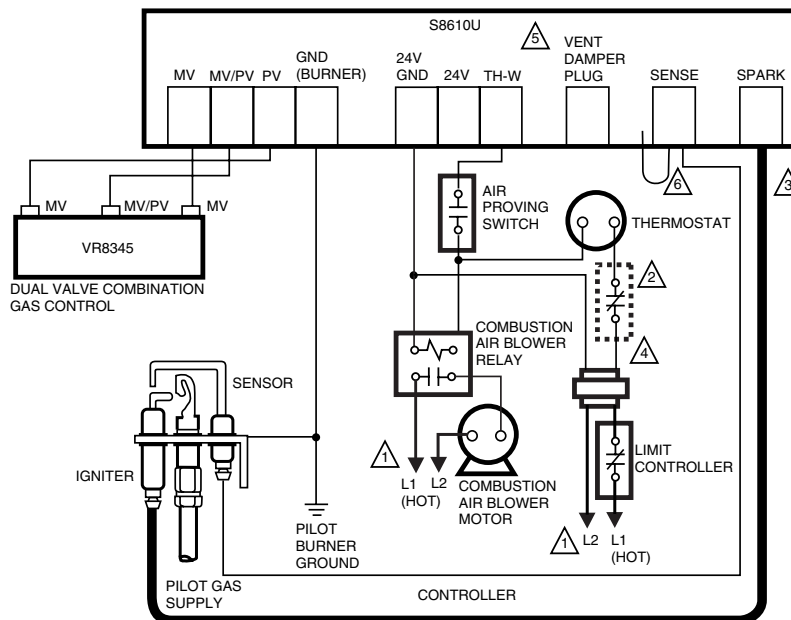 S8610U
5
MV
MV/PV
PV
GND
(BURNER)
24V
GND
24V
TH-W
VENT
DAMPER
PLUG
SENSE
SPARK
6
3
MV
MV/PV
MV
VR8345
DUAL VALVE COMBINATION
GAS CONTROL
AIR
PROVING
SWITCH
THERMOSTAT
2
4
COMBUSTION
AIR BLOWER
RELAY
SENSOR
IGNITER
PILOT GAS
SUPPLY
PILOT
BURNER
GROUND
1
L1
(HOT)
L2
COMBUSTION
AIR BLOWER
MOTOR
LIMIT
CONTROLLER
1
L2
L1
(HOT)
CONTROLLER